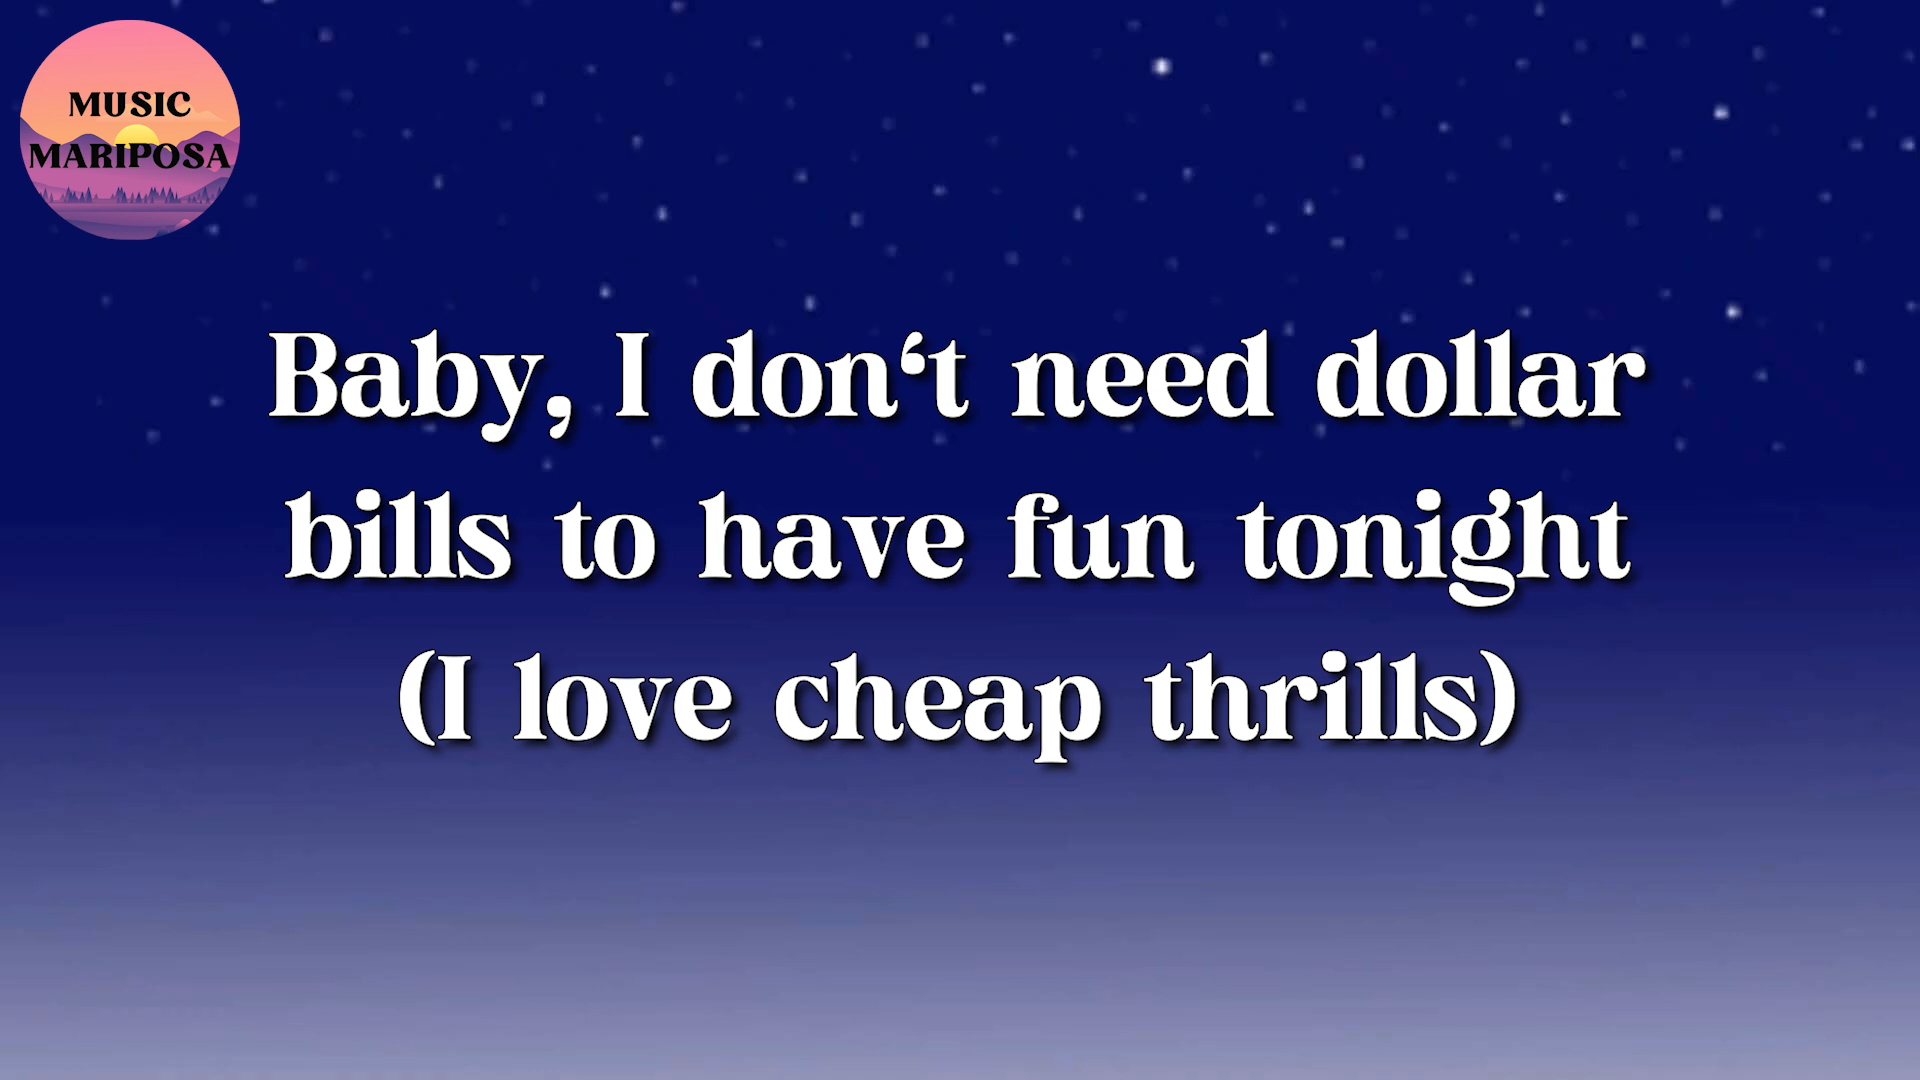 MUSIC
MARIPOSA
Baby, I don‘t need dollar
bills to have fun tonight
(I love cheap thrills)